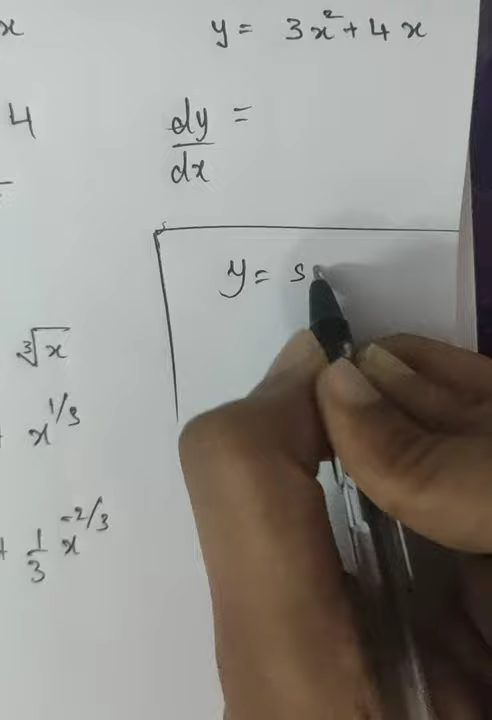 x
4
∛x
x^1/3
+ 1/3 x^-2/3
y = 3x² + 4x
dy/dx =
y = s